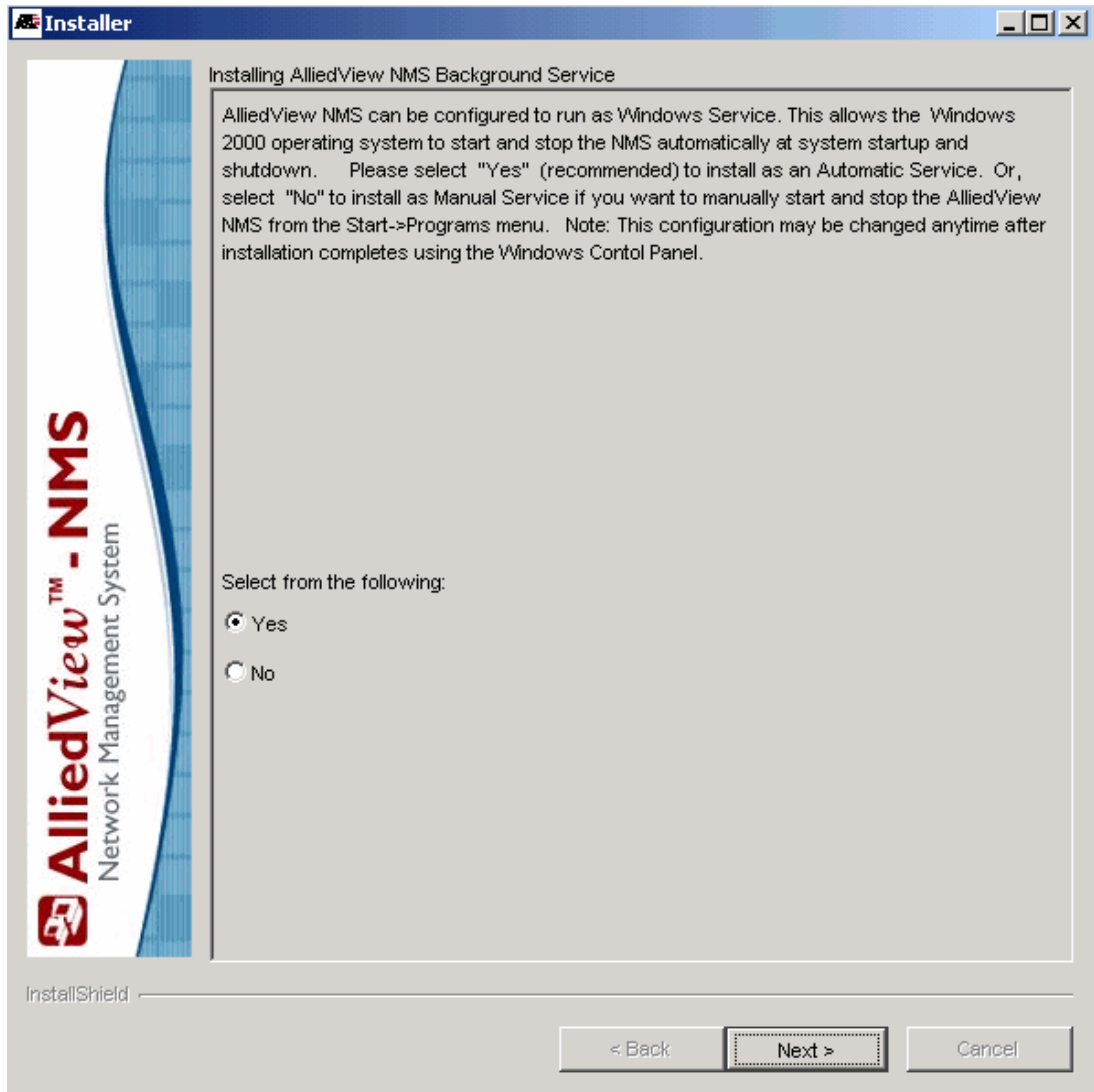 Installer
Installing AlliedView NMS Background Service
AlliedView NMS can be configured to run as Windows Service. This allows the Windows
2000 operating system to start and stop the NMS automatically at system startup and
shutdown. Please select "Yes" (recommended) to install as an Automatic Service. Or,
select "No" to install as Manual Service if you want to manually start and stop the AlliedView
NMS from the Start->Programs menu. Note: This configuration may be changed anytime after
installation completes using the Windows Contol Panel.
Select from the following:
Yes
No
AlliedView™ - NMS
Network Management System
InstallShield
< Back
Next >
Cancel